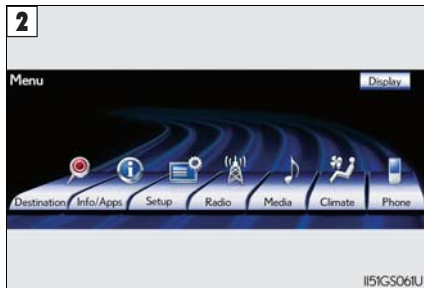 2
Menu Display
Destination Info/Apps Setup Radio Media Climate Phone
II51GS061U